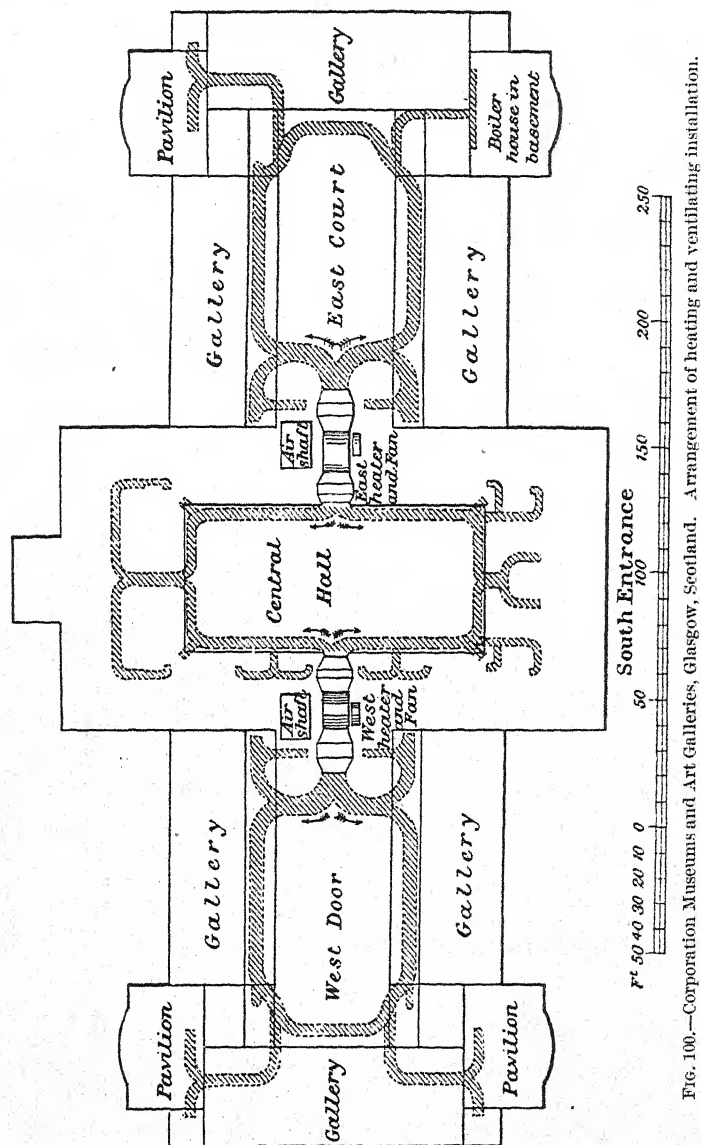 Pavilion
Pavilion
Gallery
Gallery
Air
shaft
Air
shaft
Gallery
West Door
Central
Hall
East Court
Gallery
West
heater
and
Fan
East
heater
and Fan
Gallery
Gallery
Pavilion
Boiler
house in
basement
South Entrance
Ft 50 40 30 20 10 0 50 100 150 200 250
FIG. 100.—Corporation Museums and Art Galleries, Glasgow, Scotland. Arrangement of heating and ventilating installation.